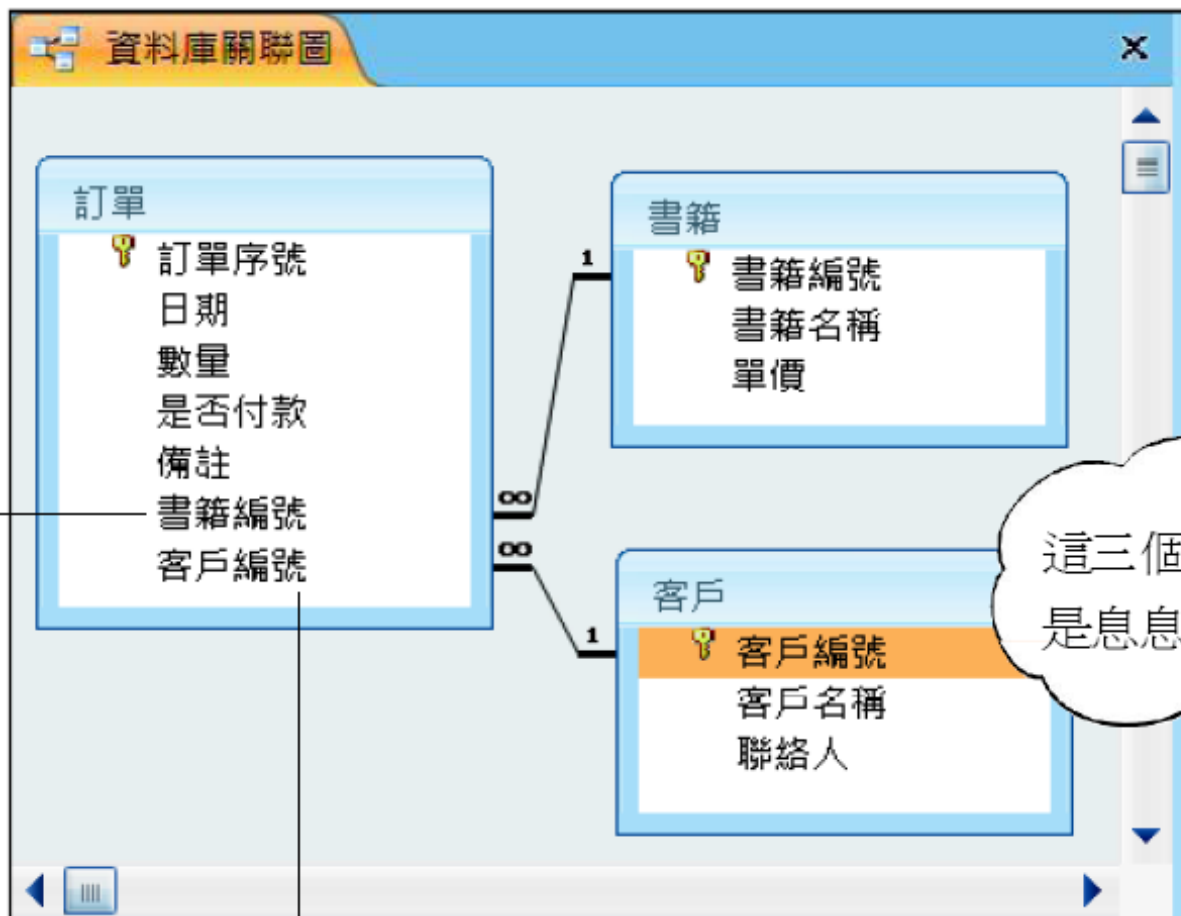 資料庫關聯圖
訂單
訂單序號
日期
數量
是否付款
備註
書籍編號
客戶編號
1
∞
書籍
書籍編號
書籍名稱
單價
∞
1
客戶
客戶編號
客戶名稱
聯絡人
這三個
是息息